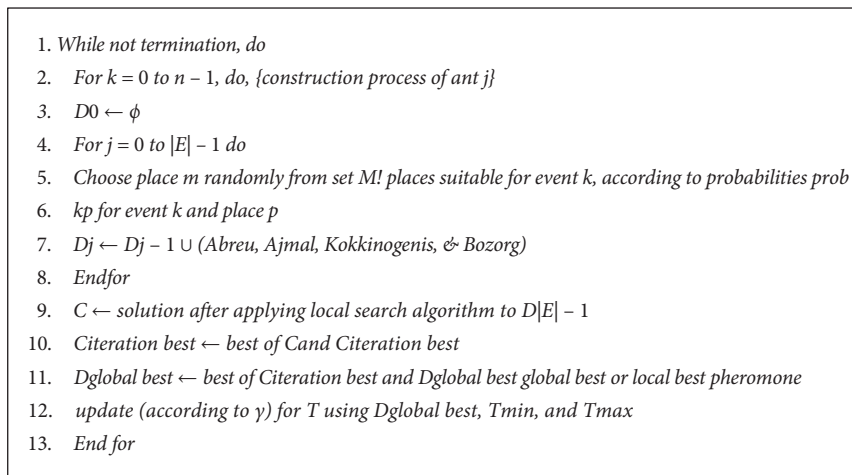 1. While not termination, do
2. For k = 0 to n – 1, do, {construction process of ant j}
3. D0 ← ϕ
4. For j = 0 to |E| – 1 do
5. Choose place m randomly from set M! places suitable for event k, according to probabilities prob
6. kp for event k and place p
7. Dj ← Dj – 1 ∪ (Abreu, Ajmal, Kokkinogenis, & Bozorg)
8. Endfor
9. C ← solution after applying local search algorithm to D|E| – 1
10. Citeration best ← best of Cand Citeration best
11. Dglobal best ← best of Citeration best and Dglobal best global best or local best pheromone
12. update (according to γ) for T using Dglobal best, Tmin, and Tmax
13. End for